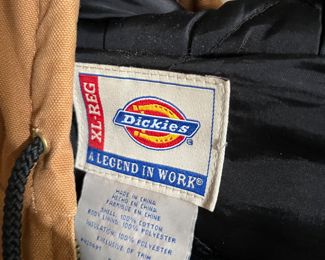 XL-REG
Dickies
®
A LEGEND IN WORK®
MADE IN CHINA
HECHO EN CHINA
FABRIQUE EN CHINE
SHELL: 100% COTTON
BODY LINING: 100% POLYESTER
INSULATION: 100% POLYESTER
EXCLUSIVE OF TRIM